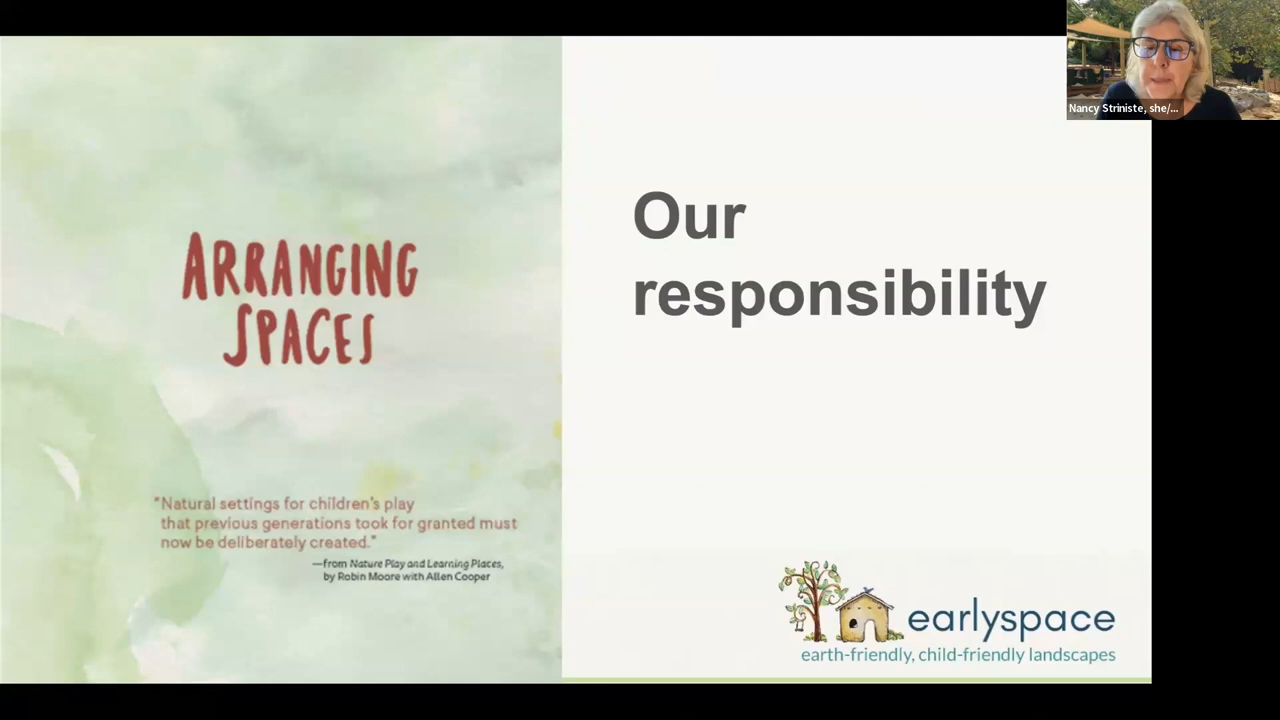 ARRANGING
SPACES
"Natural settings for children's play
that previous generations took for granted must
now be deliberately created."
—from Nature Play and Learning Places,
by Robin Moore with Allen Cooper
Our
responsibility
earlyspace
earth-friendly, child-friendly landscapes
Nancy Striniste, she/...